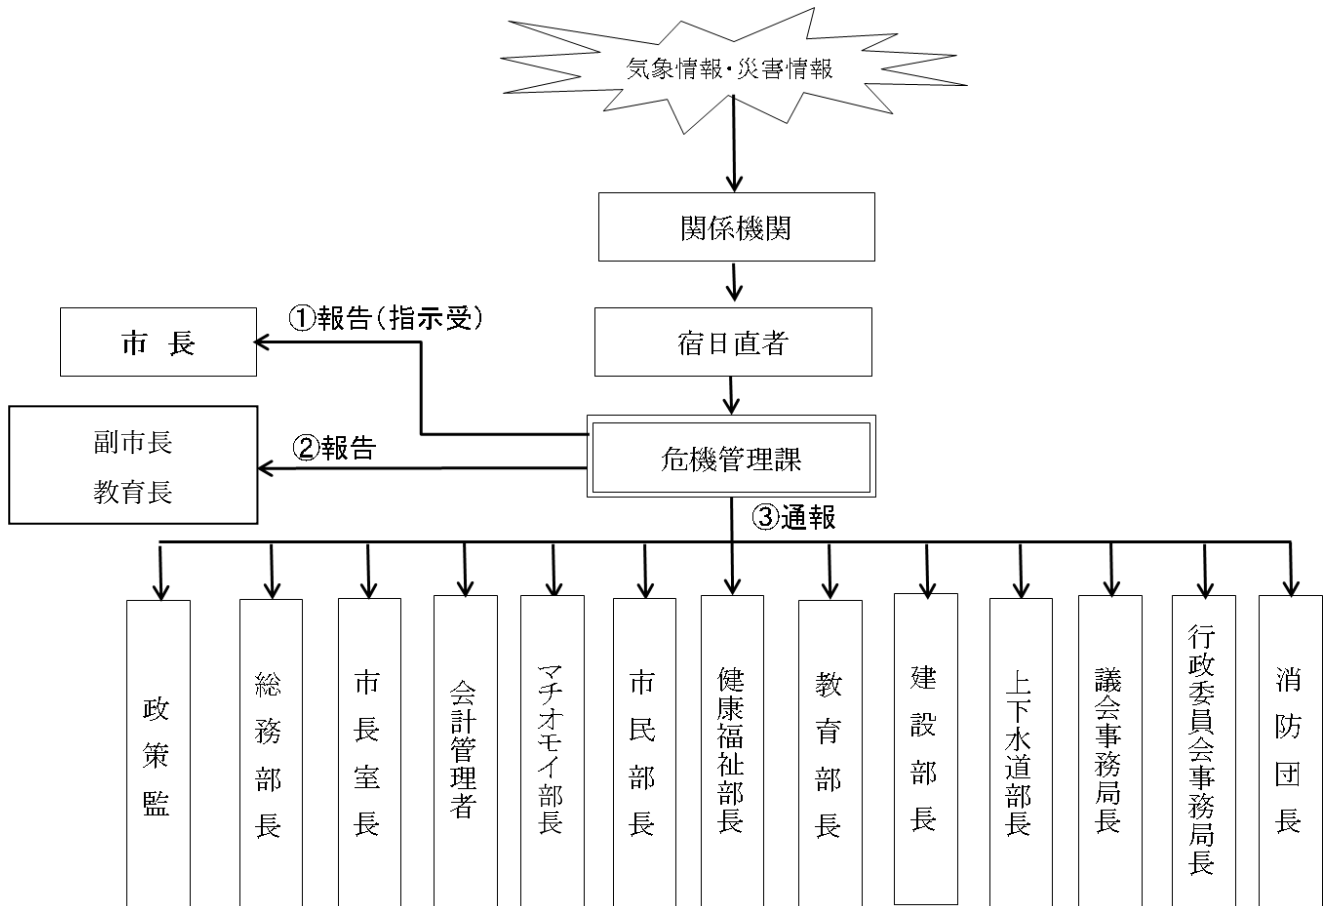 気象情報・災害情報
関係機関
宿日直者
①報告(指示受)
市 長
②報告
副市長
教育長
危機管理課
③通報
政策監
総務部長
市長室長
会計管理者
マチオモイ部長
市民部長
健康福祉部長
教育部長
建設部長
上下水道部長
議会事務局長
行政委員会事務局長
消防団長